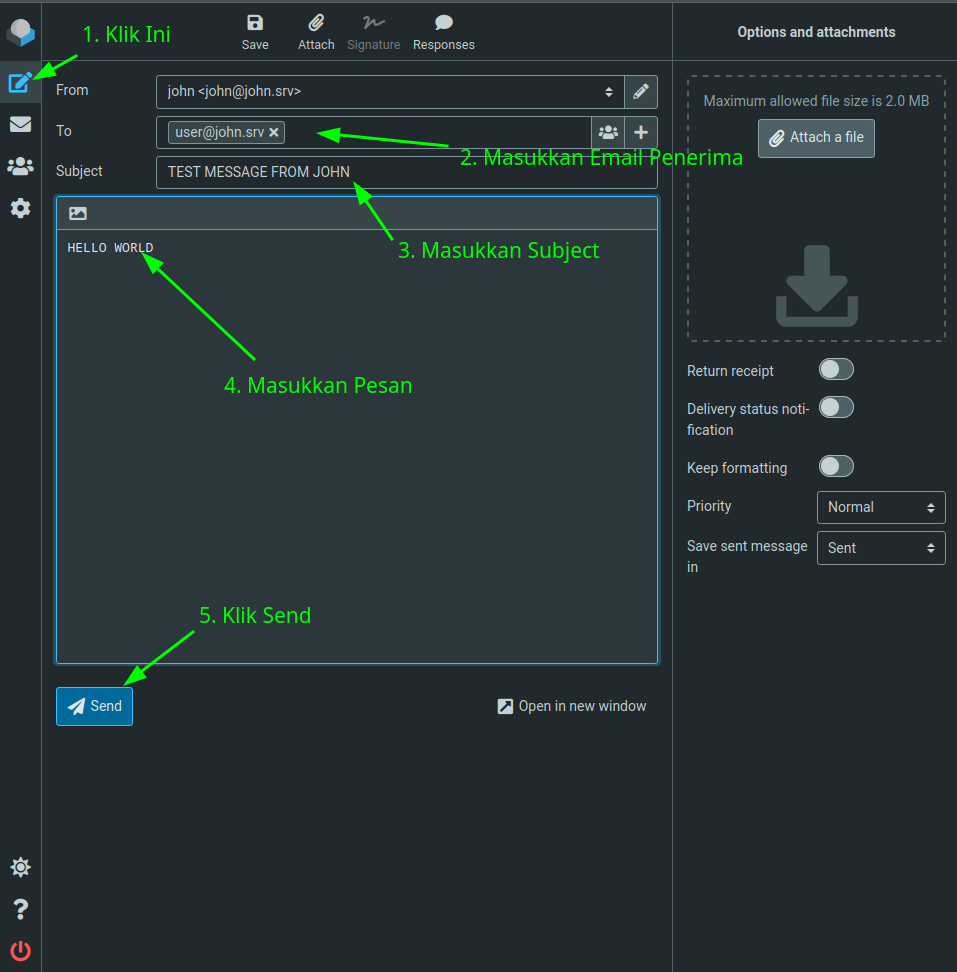 1. Klik Ini
Save
Attach
Signature
Responses
Options and attachments
From
john <john@john.srv>
To
user@john.srv
2. Masukkan Email Penerima
Subject
TEST MESSAGE FROM JOHN
3. Masukkan Subject
HELLO WORLD
4. Masukkan Pesan
5. Klik Send
Send
Open in new window
Maximum allowed file size is 2.0 MB
Attach a file
Return receipt
Delivery status noti-
fication
Keep formatting
Priority
Normal
Save sent message
in
Sent